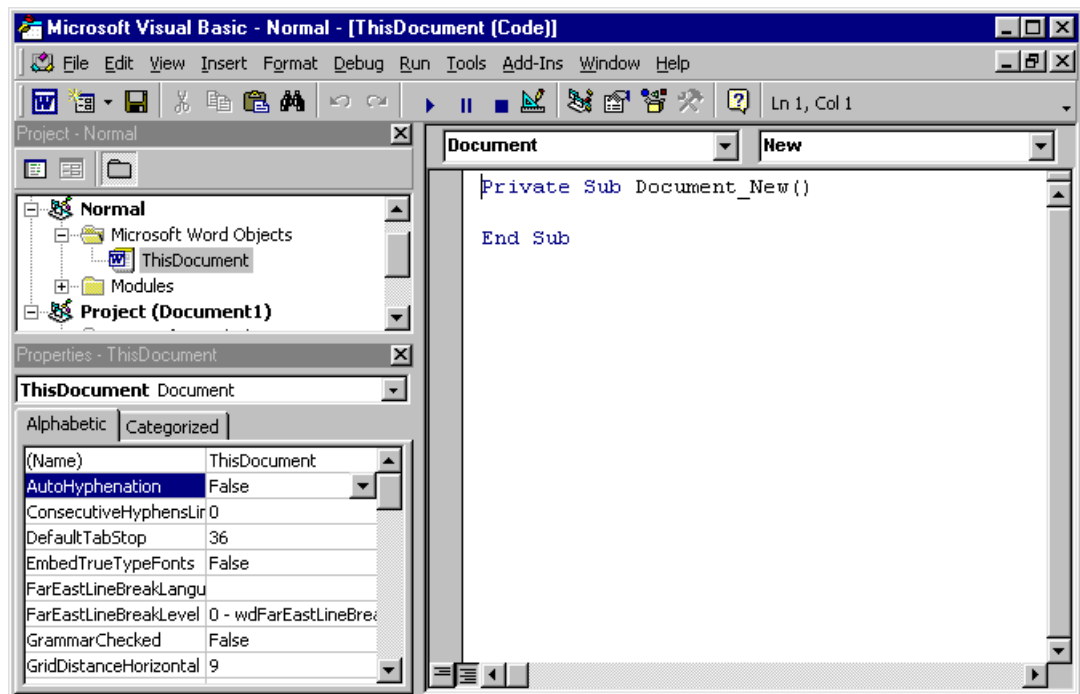 Microsoft Visual Basic - Normal - [ThisDocument (Code)]
File Edit View Insert Format Debug Run Tools Add-Ins Window Help
Ln 1, Col 1
Project - Normal
Normal
Microsoft Word Objects
ThisDocument
Modules
Project (Document1)
Properties - ThisDocument
ThisDocument Document
Alphabetic Categorized
(Name) ThisDocument
AutoHyphenation False
ConsecutiveHyphensLir 0
DefaultTabStop 36
EmbedTrueTypeFonts False
FarEastLineBreakLangu
FarEastLineBreakLevel 0 - wdFarEastLineBrea
GrammarChecked False
GridDistanceHorizontal 9
Document New
Private Sub Document_New()
End Sub